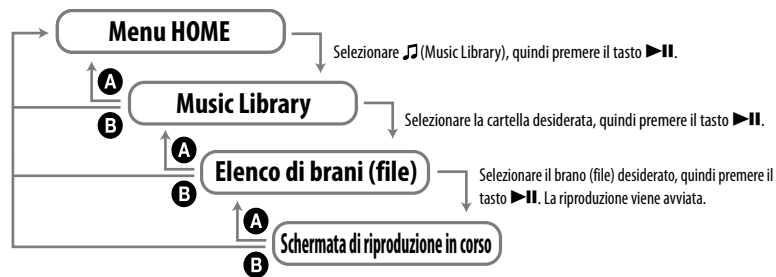 Menu HOME
Selezionare ♫ (Music Library), quindi premere il tasto ►II.
A
B
Music Library
Selezionare la cartella desiderata, quindi premere il tasto ►II.
A
B
Elenco di brani (file)
Selezionare il brano (file) desiderato, quindi premere il
tasto ►II. La riproduzione viene avviata.
A
B
Schermata di riproduzione in corso